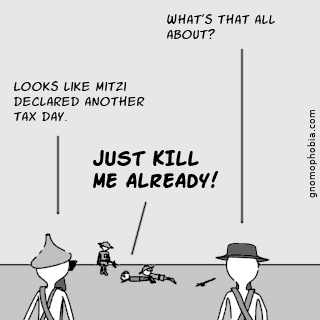 WHAT'S THAT ALL
ABOUT?
LOOKS LIKE MITZI
DECLARED ANOTHER
TAX DAY.
JUST KILL
ME ALREADY!
gnomophobia.com